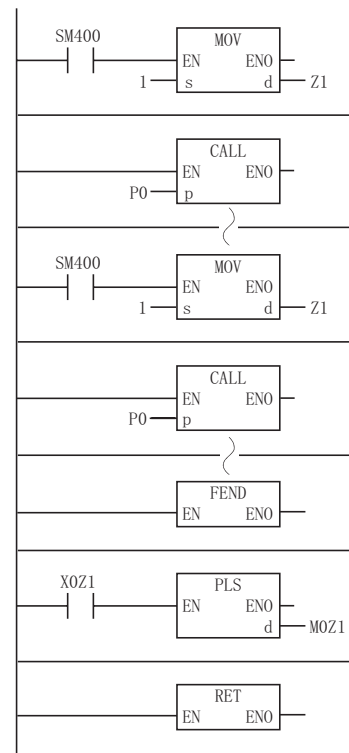 SM400
MOV
EN ENO
1 s d Z1
CALL
EN ENO
P0 p
SM400
MOV
EN ENO
1 s d Z1
CALL
EN ENO
P0 p
FEND
EN ENO
X0Z1
PLS
EN ENO
d M0Z1
RET
EN ENO